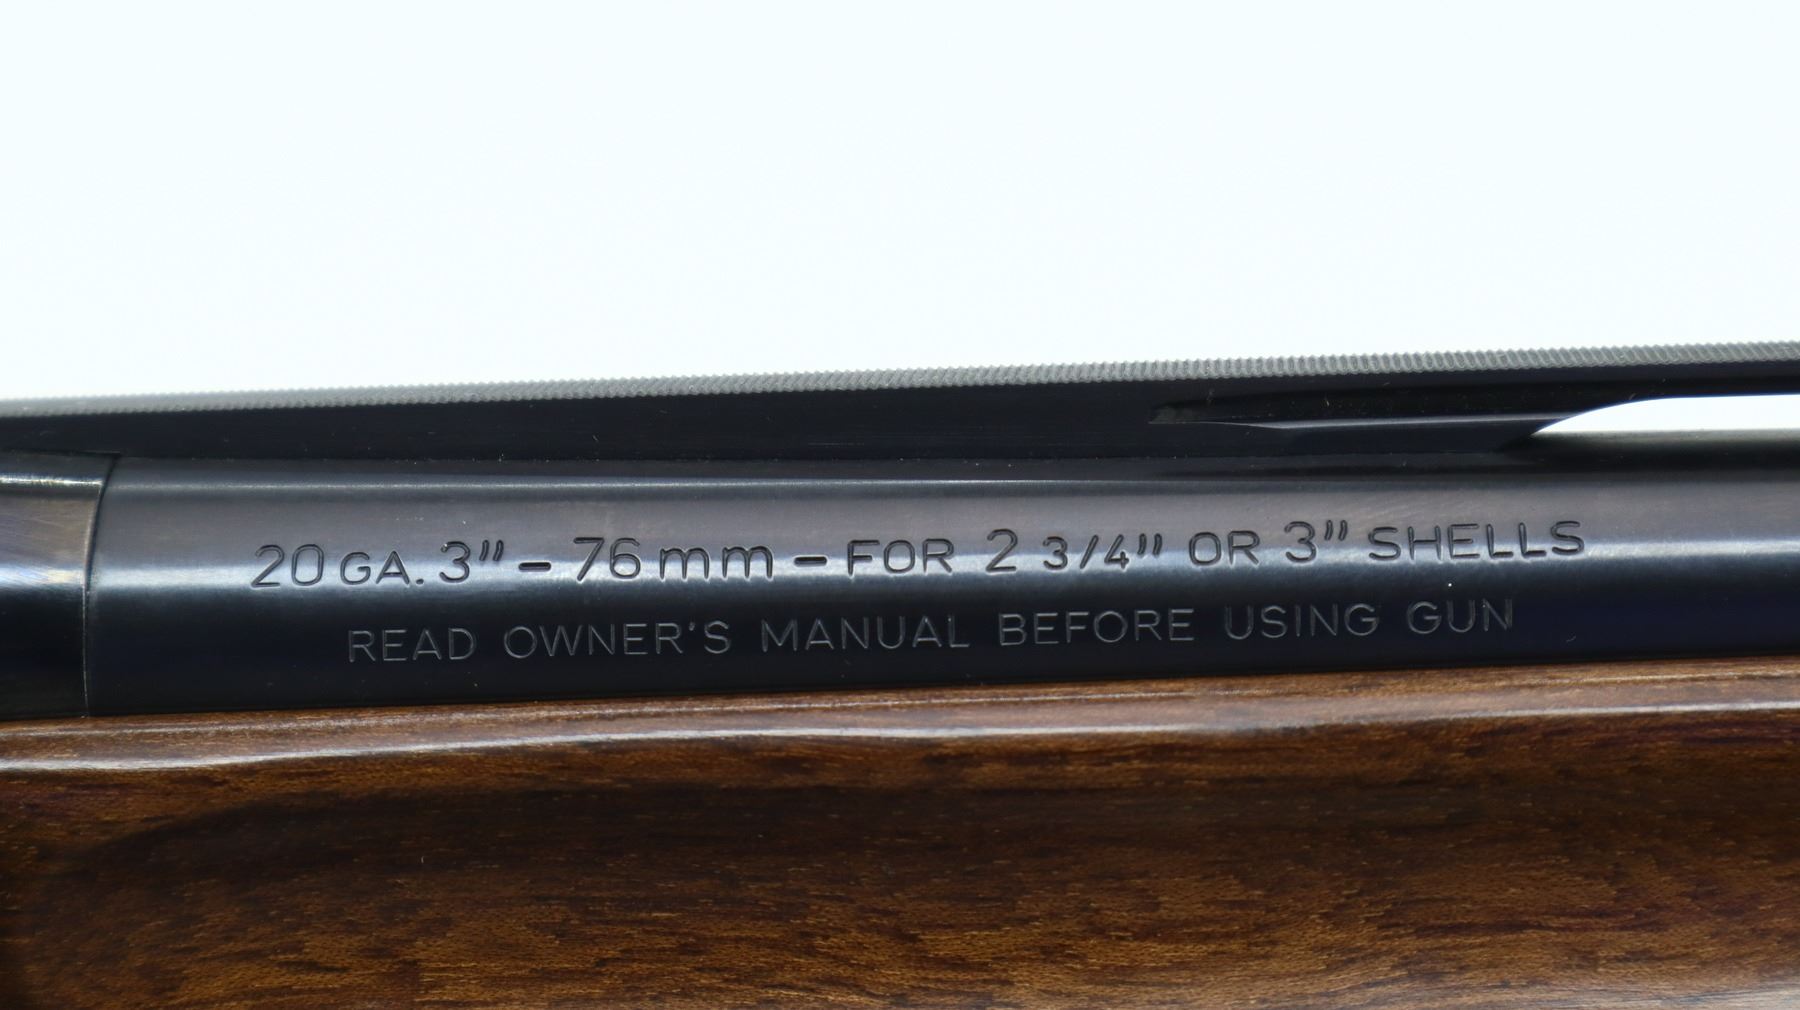 20 GA. 3" – 76 mm – FOR 2 3/4" OR 3" SHELLS
READ OWNER'S MANUAL BEFORE USING GUN